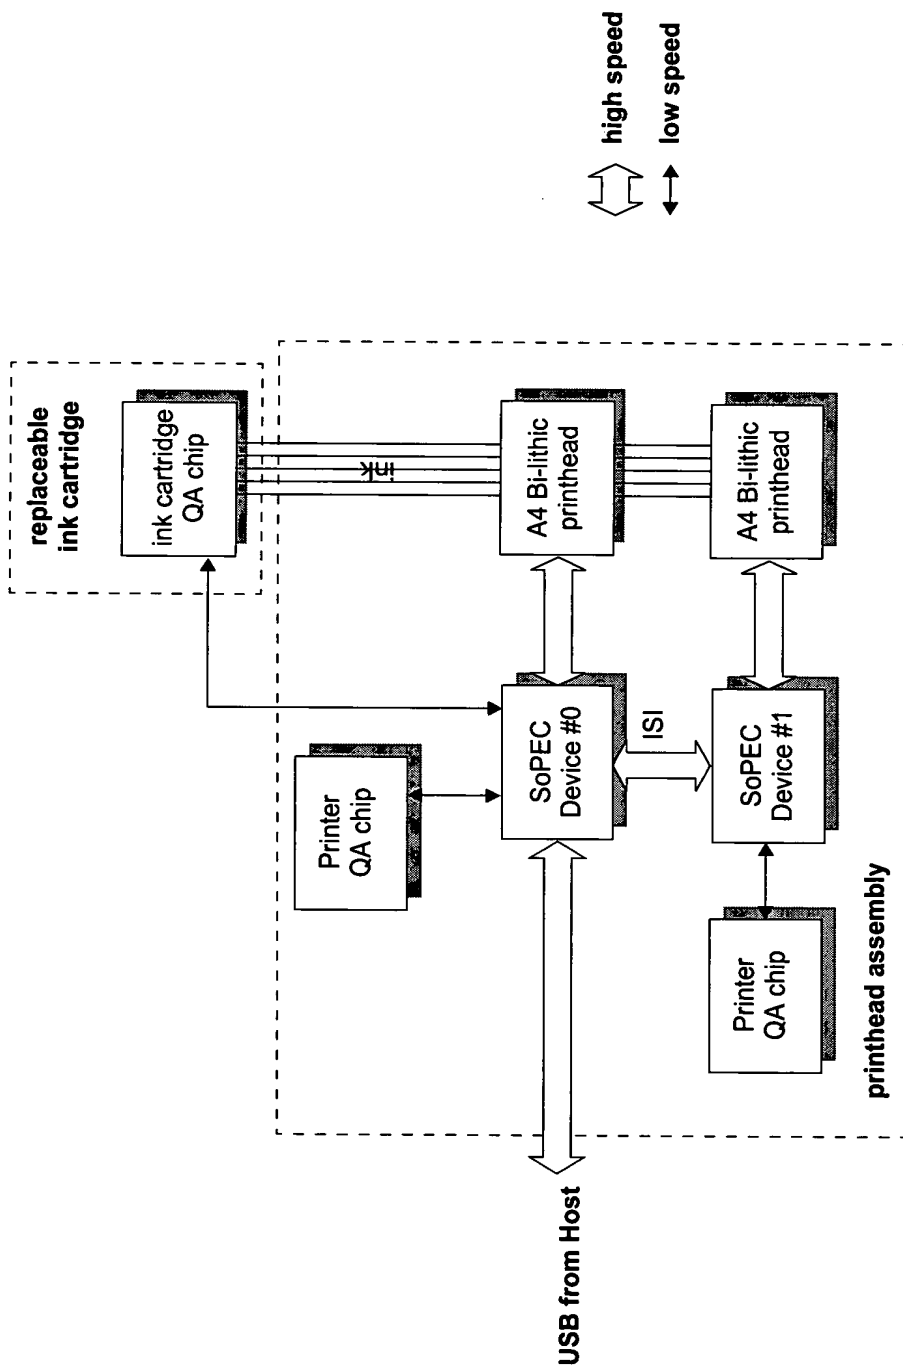 replaceable
ink cartridge
ink cartridge
QA chip
ink
Printer
QA chip
SoPEC
Device #0
A4 Bi-lithic
printhead
ISI
SoPEC
Device #1
A4 Bi-lithic
printhead
Printer
QA chip
printhead assembly
USB from Host
high speed
low speed